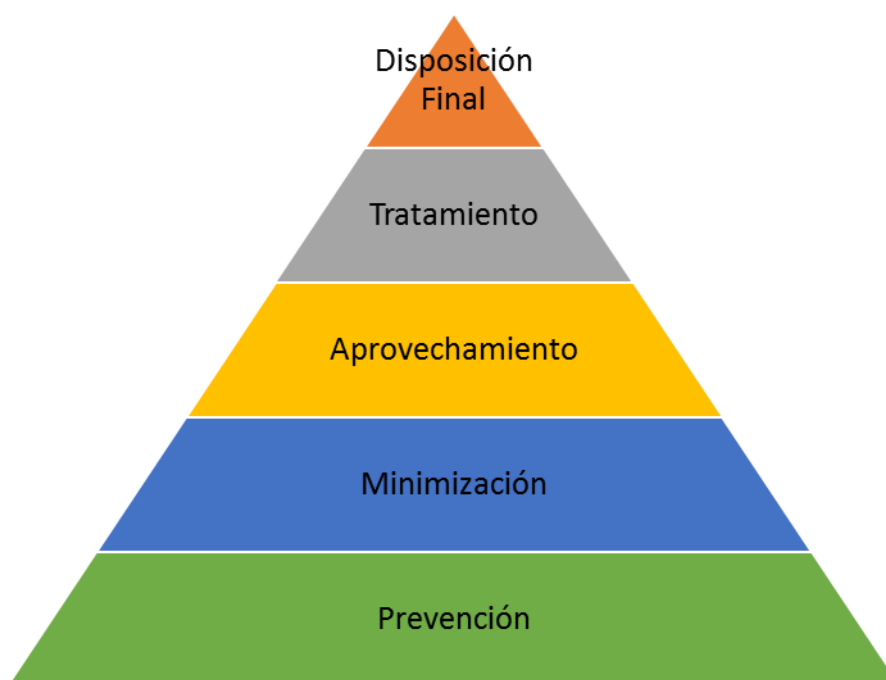 Disposición
Final
Tratamiento
Aprovechamiento
Minimización
Prevención